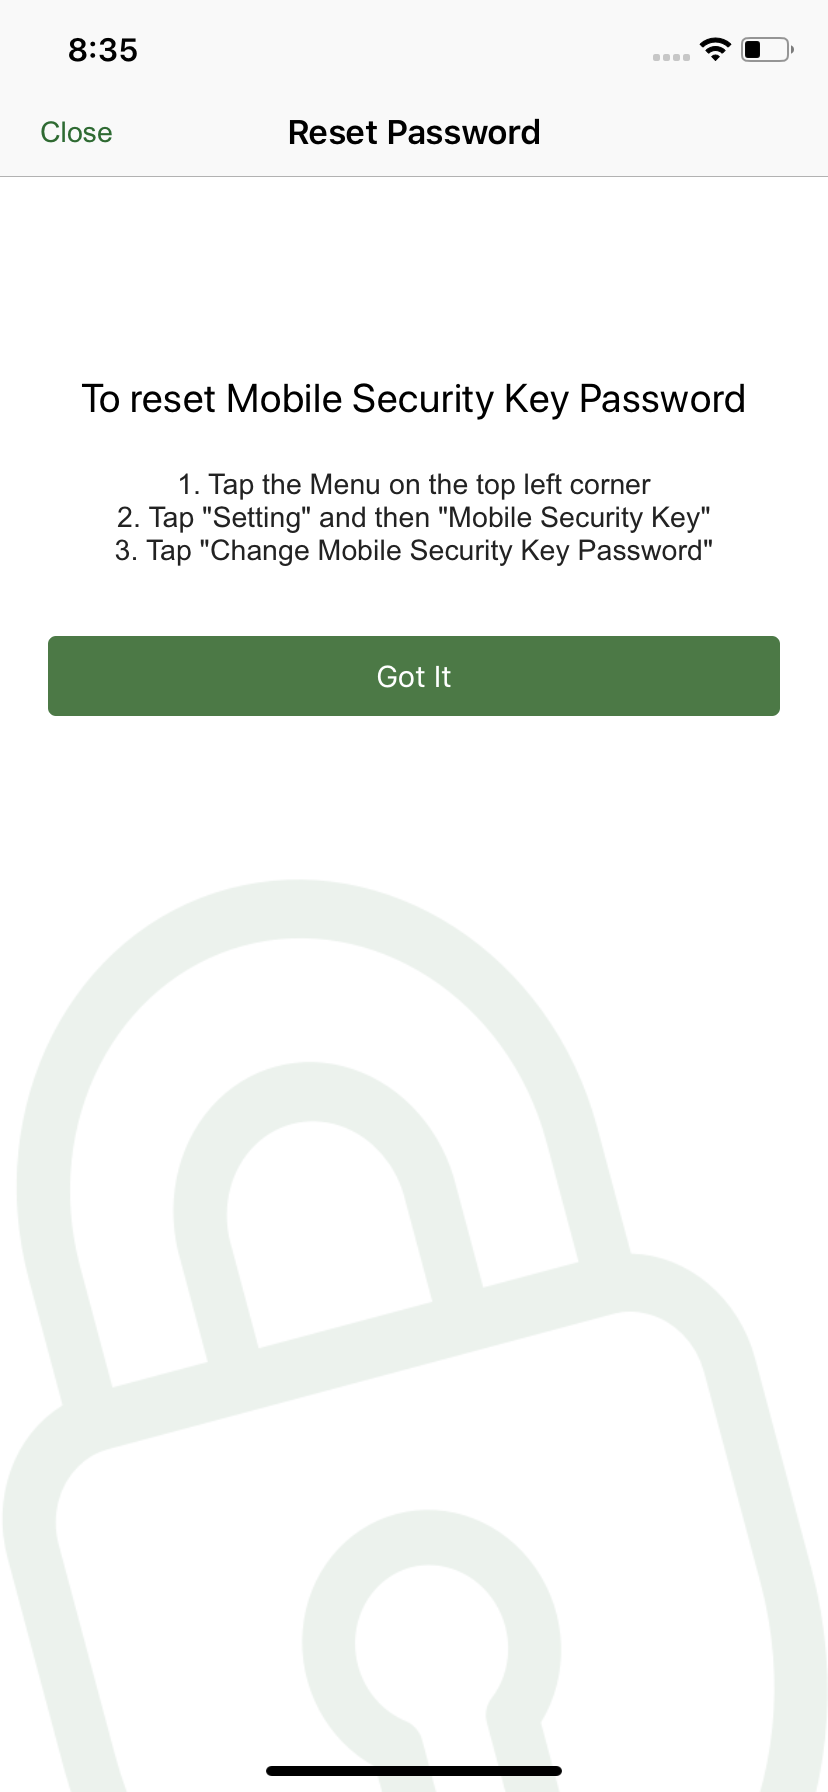 8:35
Close
Reset Password
To reset Mobile Security Key Password
1. Tap the Menu on the top left corner
2. Tap "Setting" and then "Mobile Security Key"
3. Tap "Change Mobile Security Key Password"
Got It